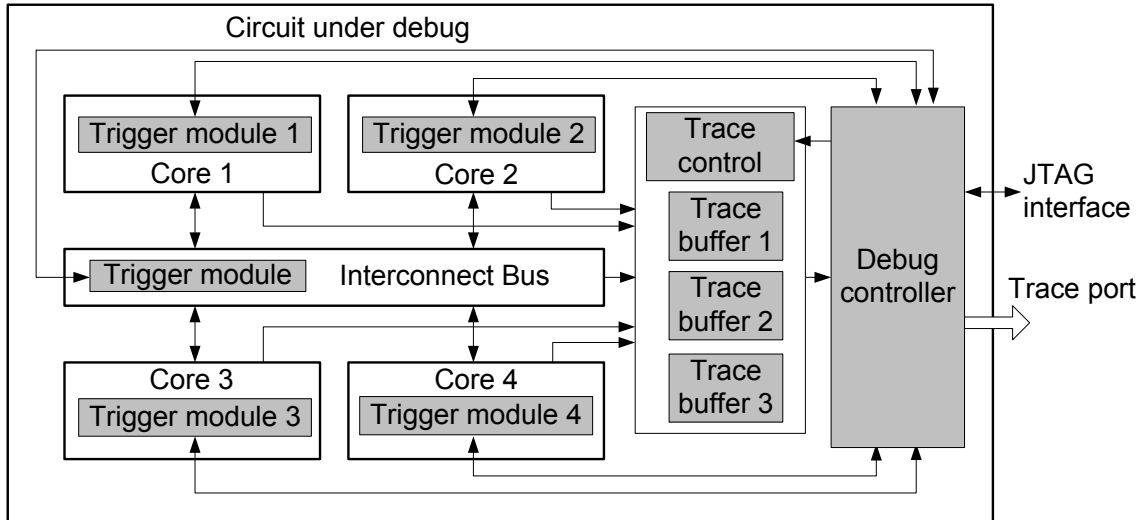 Circuit under debug
Trigger module 1
Core 1
Trigger module 2
Core 2
Trigger module
Interconnect Bus
Core 3
Trigger module 3
Core 4
Trigger module 4
Trace
control
Trace
buffer 1
Trace
buffer 2
Trace
buffer 3
Debug
controller
JTAG
interface
Trace port